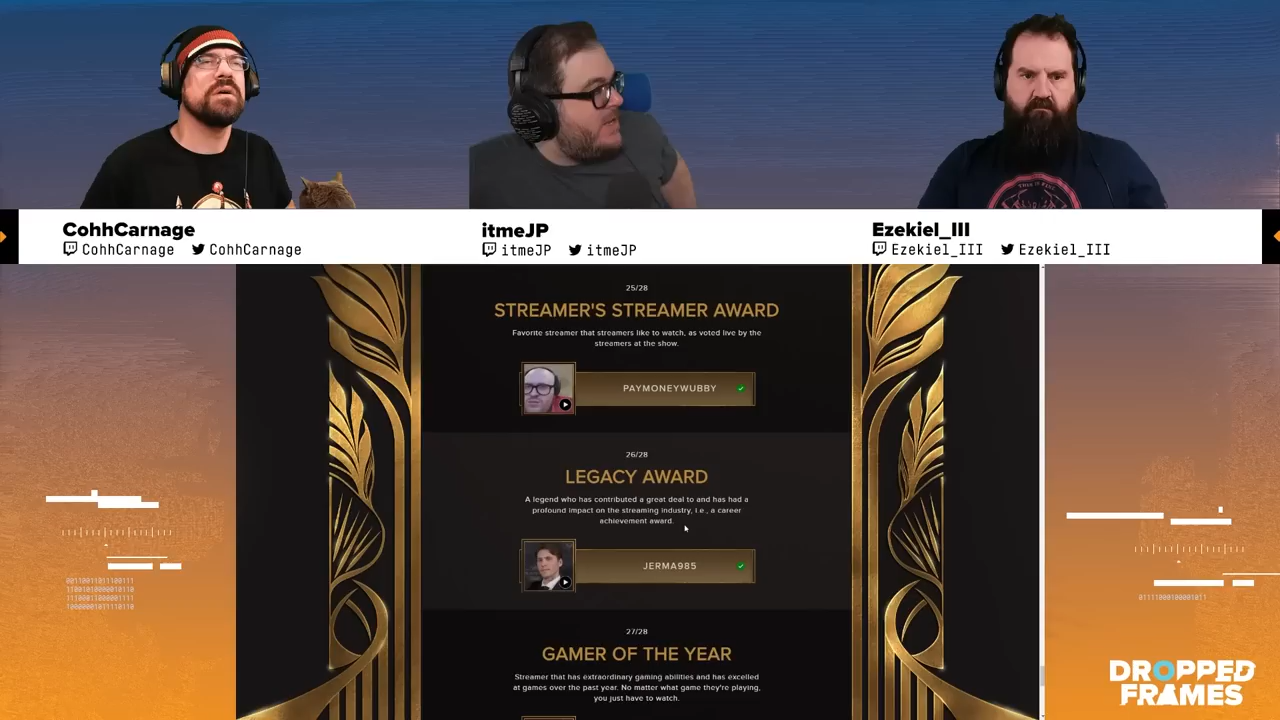 CohhCarnage
CohhCarnage CohhCarnage
itmeJP
itmeJP itmeJP
Ezekiel_III
Ezekiel_III Ezekiel_III
25/28
STREAMER'S STREAMER AWARD
Favorite streamer that streamers like to watch, as voted live by the
streamers at the show.
PAYMONEYWUBBY
26/28
LEGACY AWARD
A legend who has contributed a great deal to and has had a
profound impact on the streaming industry, i.e., a career
achievement award.
JERMA985
27/28
GAMER OF THE YEAR
Streamer that has extraordinary gaming abilities and has excelled
at games over the past year. No matter what game they're playing,
you just have to watch.
DROPPED
FRAMES